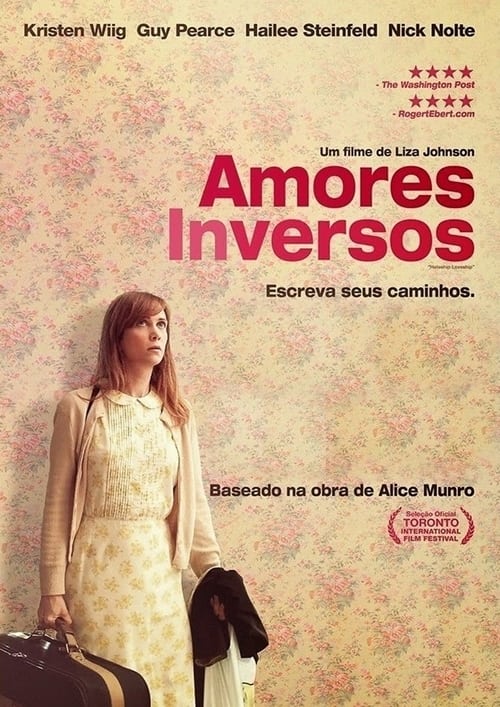 Kristen Wiig Guy Pearce Hailee Steinfeld Nick Nolte
★★★★
- The Washington Post
★★★★
- RogertEbert.com
Um filme de Liza Johnson
Amores
Inversos
"Hateship Loveship"
Escreva seus caminhos.
Baseado na obra de Alice Munro
Seleção Oficial
TORONTO
INTERNATIONAL
FILM FESTIVAL